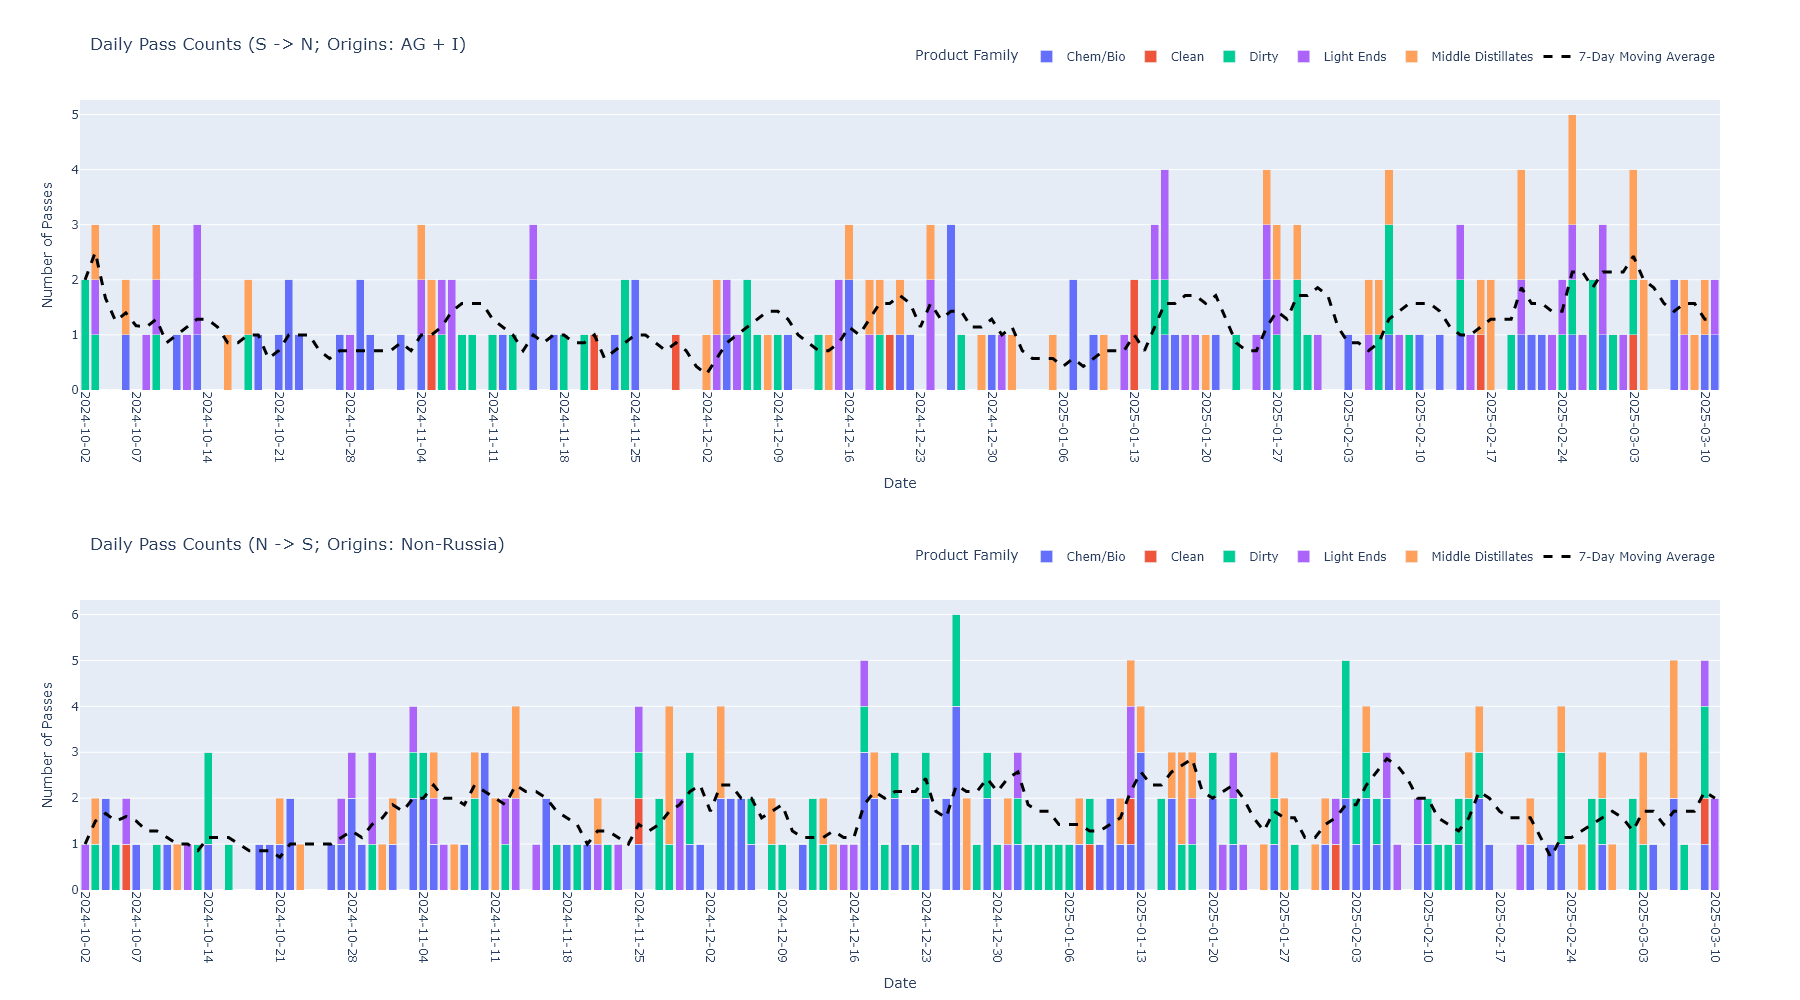 Daily Pass Counts (S -> N; Origins: AG + I)
Product Family Chem/Bio Clean Dirty Light Ends Middle Distillates 7-Day Moving Average
Number of Passes
5
4
3
2
1
0
2024-10-02 2024-10-07 2024-10-14 2024-10-21 2024-10-28 2024-11-04 2024-11-11 2024-11-18 2024-11-25 2024-12-02 2024-12-09 2024-12-16 2024-12-23 2024-12-30 2025-01-06 2025-01-13 2025-01-20 2025-01-27 2025-02-03 2025-02-10 2025-02-17 2025-02-24 2025-03-03 2025-03-10
Date
Daily Pass Counts (N -> S; Origins: Non-Russia)
Product Family Chem/Bio Clean Dirty Light Ends Middle Distillates 7-Day Moving Average
Number of Passes
6
5
4
3
2
1
0
2024-10-02 2024-10-07 2024-10-14 2024-10-21 2024-10-28 2024-11-04 2024-11-11 2024-11-18 2024-11-25 2024-12-02 2024-12-09 2024-12-16 2024-12-23 2024-12-30 2025-01-06 2025-01-13 2025-01-20 2025-01-27 2025-02-03 2025-02-10 2025-02-17 2025-02-24 2025-03-03 2025-03-10
Date